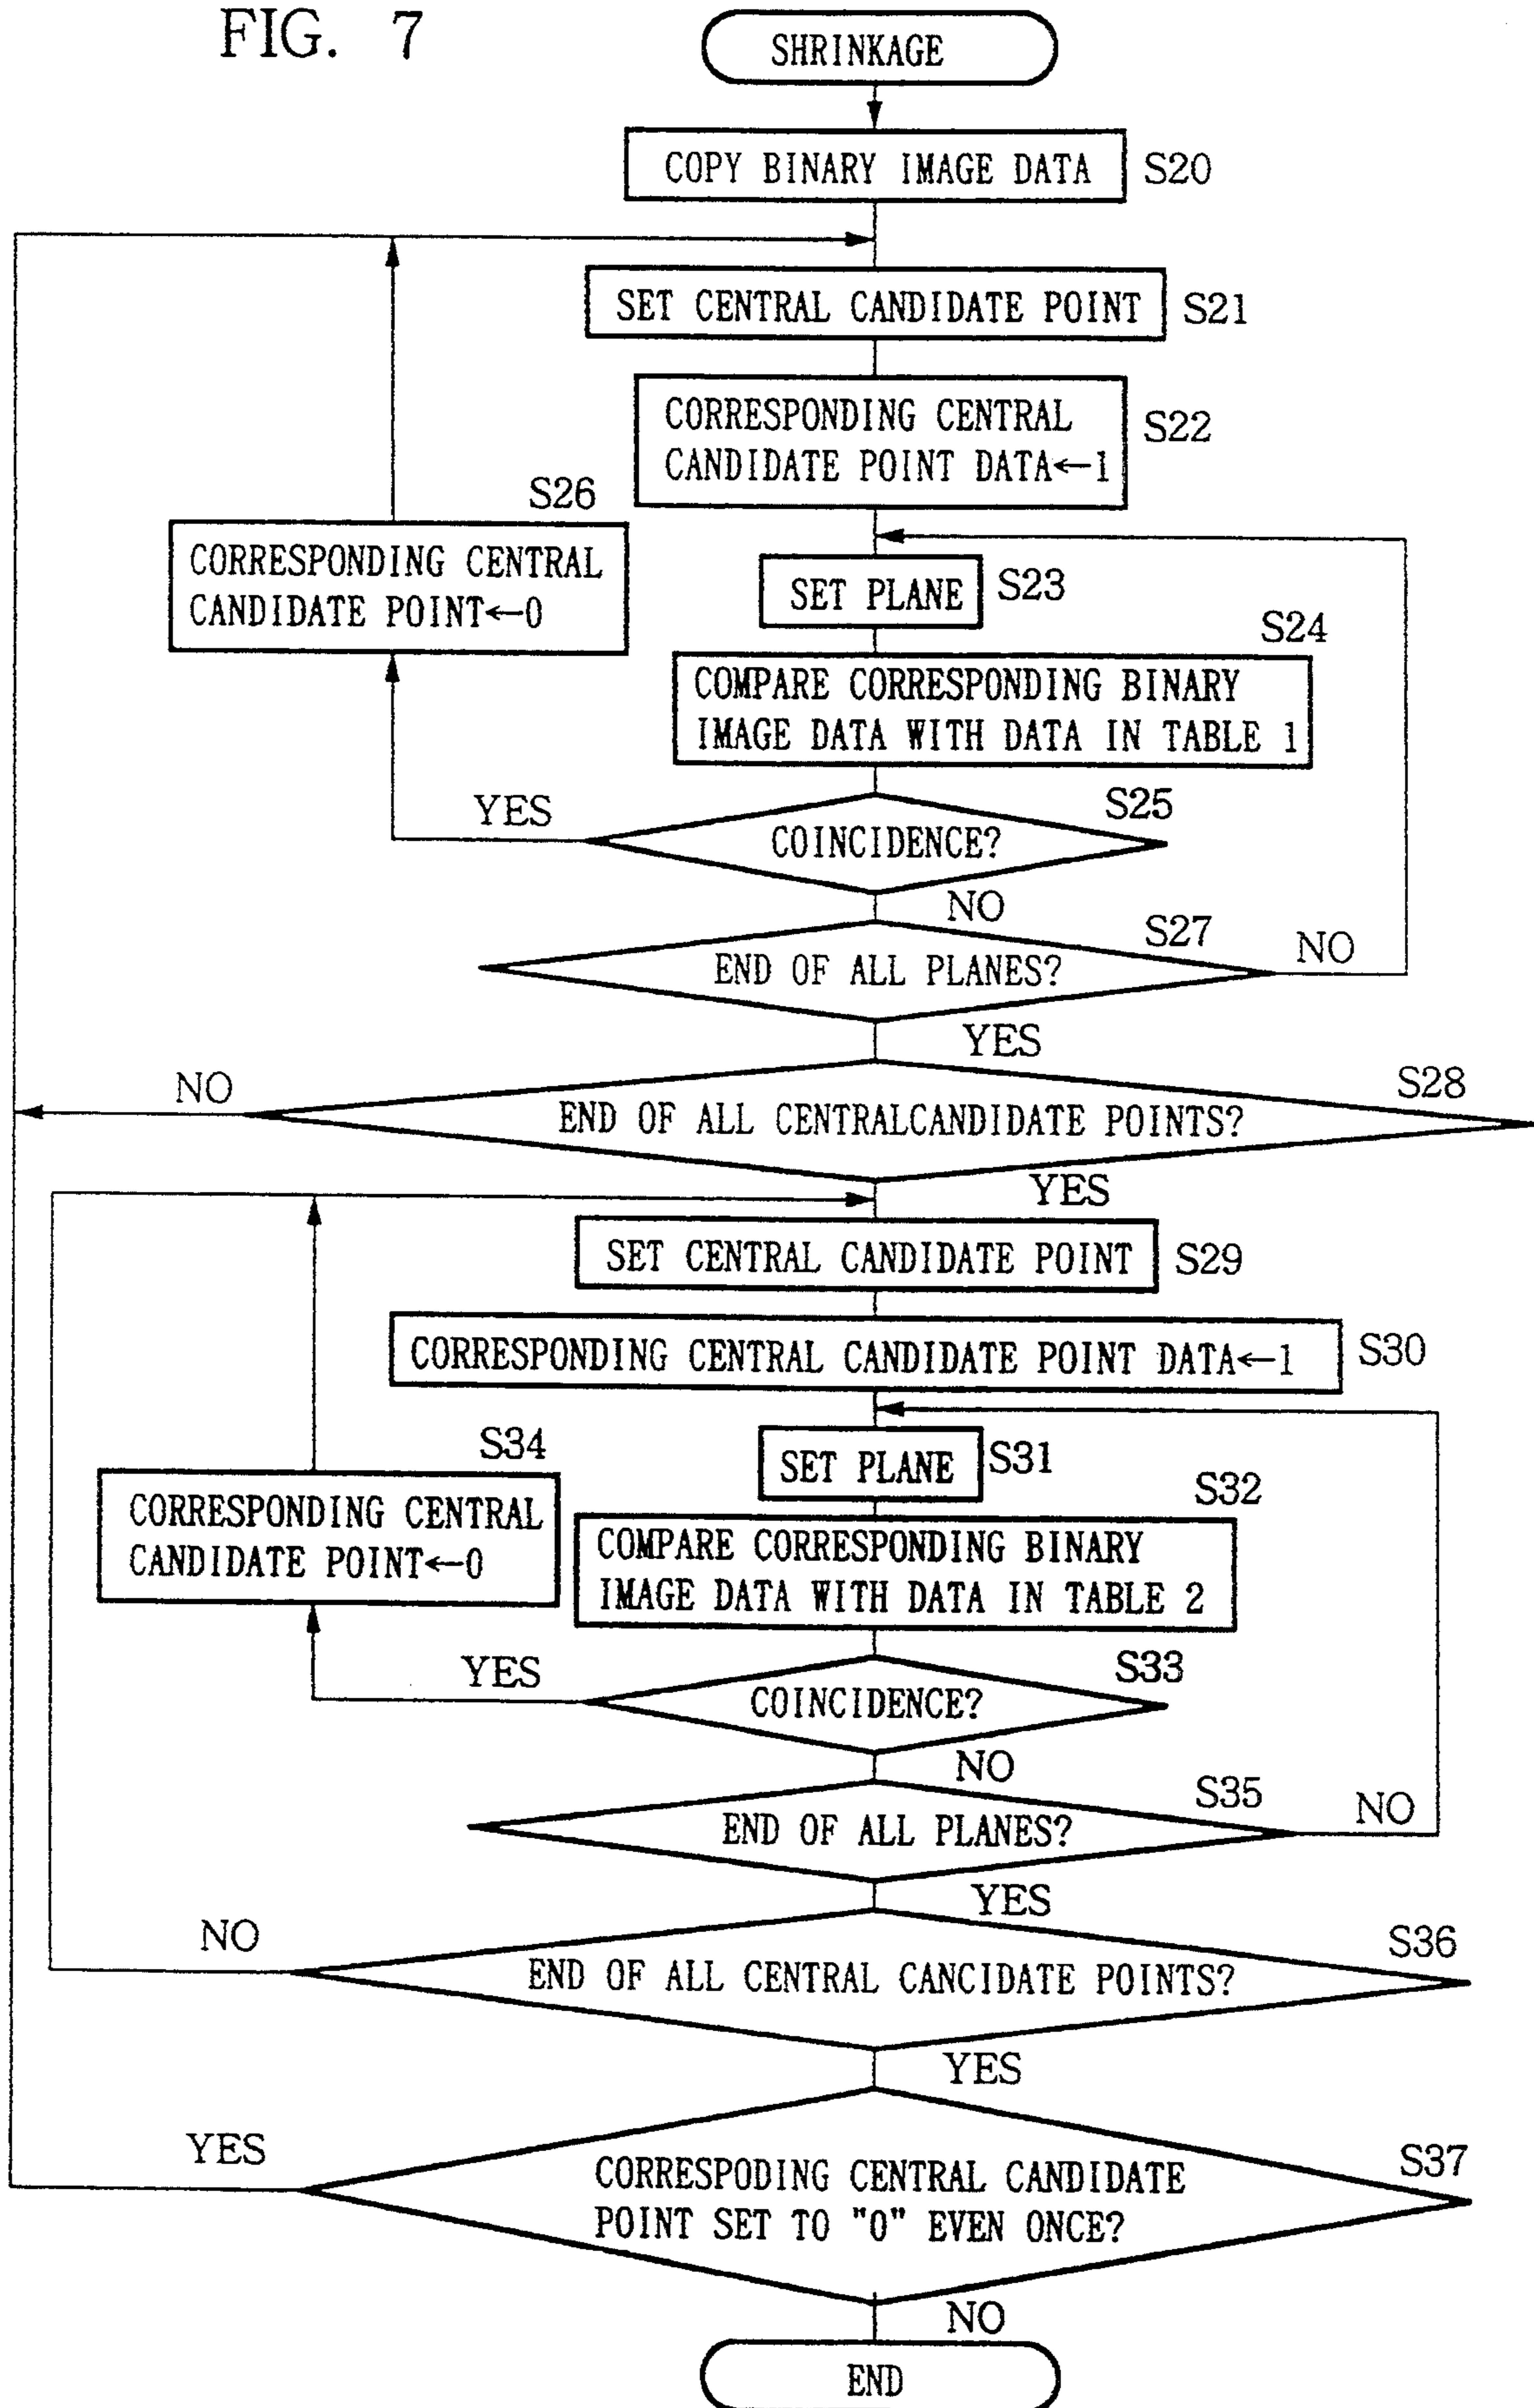 FIG. 7
SHRINKAGE
COPY BINARY IMAGE DATA
S20
SET CENTRAL CANDIDATE POINT
S21
CORRESPONDING CENTRAL
CANDIDATE POINT DATA←1
S22
S26
CORRESPONDING CENTRAL
CANDIDATE POINT←0
SET PLANE
S23
S24
COMPARE CORRESPONDING BINARY
IMAGE DATA WITH DATA IN TABLE 1
YES
S25
COINCIDENCE?
NO
S27
END OF ALL PLANES?
NO
YES
NO
S28
END OF ALL CENTRALCANDIDATE POINTS?
YES
SET CENTRAL CANDIDATE POINT
S29
CORRESPONDING CENTRAL CANDIDATE POINT DATA←1
S30
S34
CORRESPONDING CENTRAL
CANDIDATE POINT←0
SET PLANE
S31
S32
COMPARE CORRESPONDING BINARY
IMAGE DATA WITH DATA IN TABLE 2
YES
S33
COINCIDENCE?
NO
S35
END OF ALL PLANES?
NO
YES
NO
S36
END OF ALL CENTRAL CANCIDATE POINTS?
YES
YES
S37
CORRESPODING CENTRAL CANDIDATE
POINT SET TO "0" EVEN ONCE?
NO
END